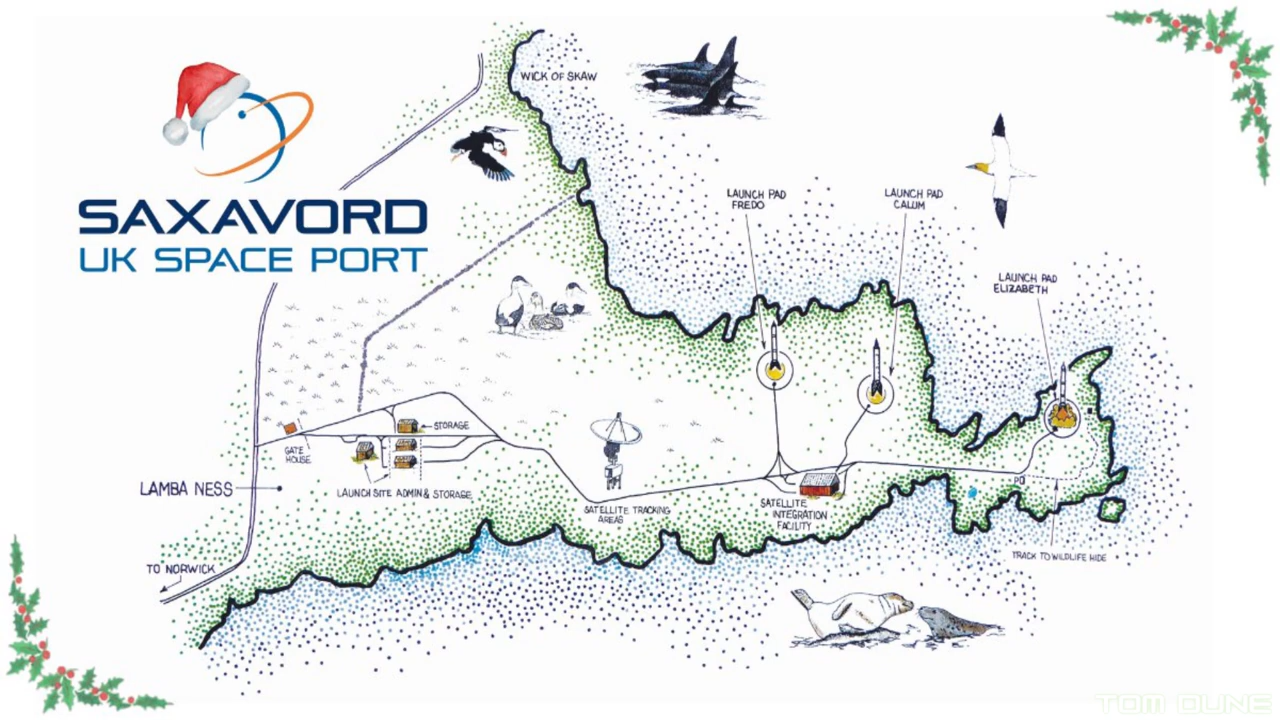 WICK OF SKAW
SAXAVORD
UK SPACE PORT
LAUNCH PAD
FREDO
LAUNCH PAD
CALUM
LAUNCH PAD
ELIZABETH
STORAGE
GATE
HOUSE
LAUNCH SITE ADMIN & STORAGE
LAMBA NESS
SATELLITE TRACKING
AREAS
SATELLITE
INTEGRATION
FACILITY
TRACK TO WILDLIFE HIDE
TO NORWICK
TOM DUNE